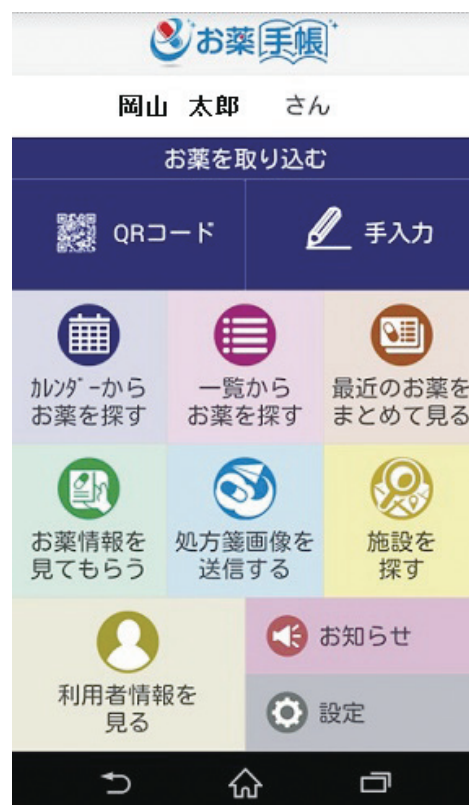 お薬手帳
岡山 太郎 さん
お薬を取り込む
QRコード
手入力
ｶﾚﾝﾀﾞｰから
お薬を探す
一覧から
お薬を探す
最近のお薬を
まとめて見る
お薬情報を
見てもらう
処方箋画像を
送信する
施設を
探す
利用者情報を
見る
お知らせ
設定